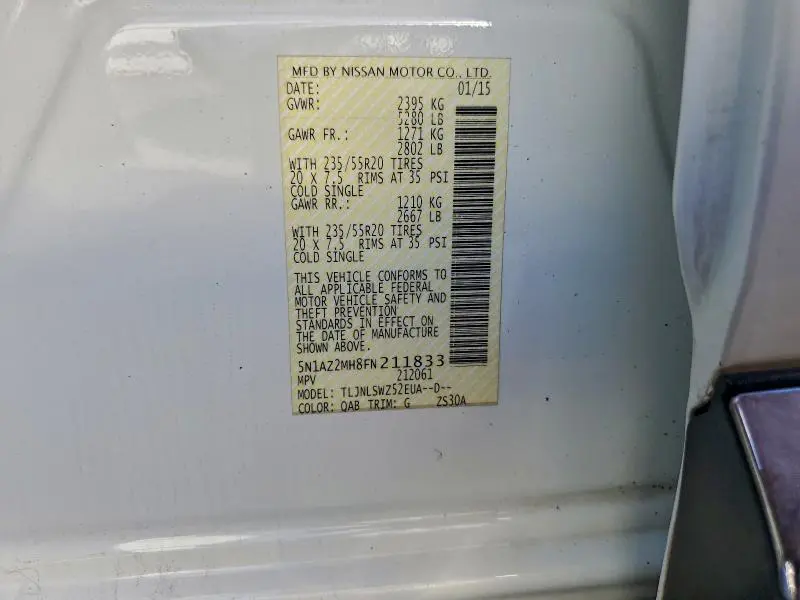 MFD BY NISSAN MOTOR CO., LTD.
DATE: 01/15
GVWR: 2395 KG
5280 LB
GAWR FR.: 1271 KG
2802 LB
WITH 235/55R20 TIRES
20 X 7.5 RIMS AT 35 PSI
COLD SINGLE
GAWR RR.: 1210 KG
2667 LB
WITH 235/55R20 TIRES
20 X 7.5 RIMS AT 35 PSI
COLD SINGLE
THIS VEHICLE CONFORMS TO
ALL APPLICABLE FEDERAL
MOTOR VEHICLE SAFETY AND
THEFT PREVENTION
STANDARDS IN EFFECT ON
THE DATE OF MANUFACTURE
SHOWN ABOVE.
5N1AZ2MH8FN211833
MPV 212061
MODEL: TLJNLSWZ52EUA--D--
COLOR: QAB TRIM: G ZS30A